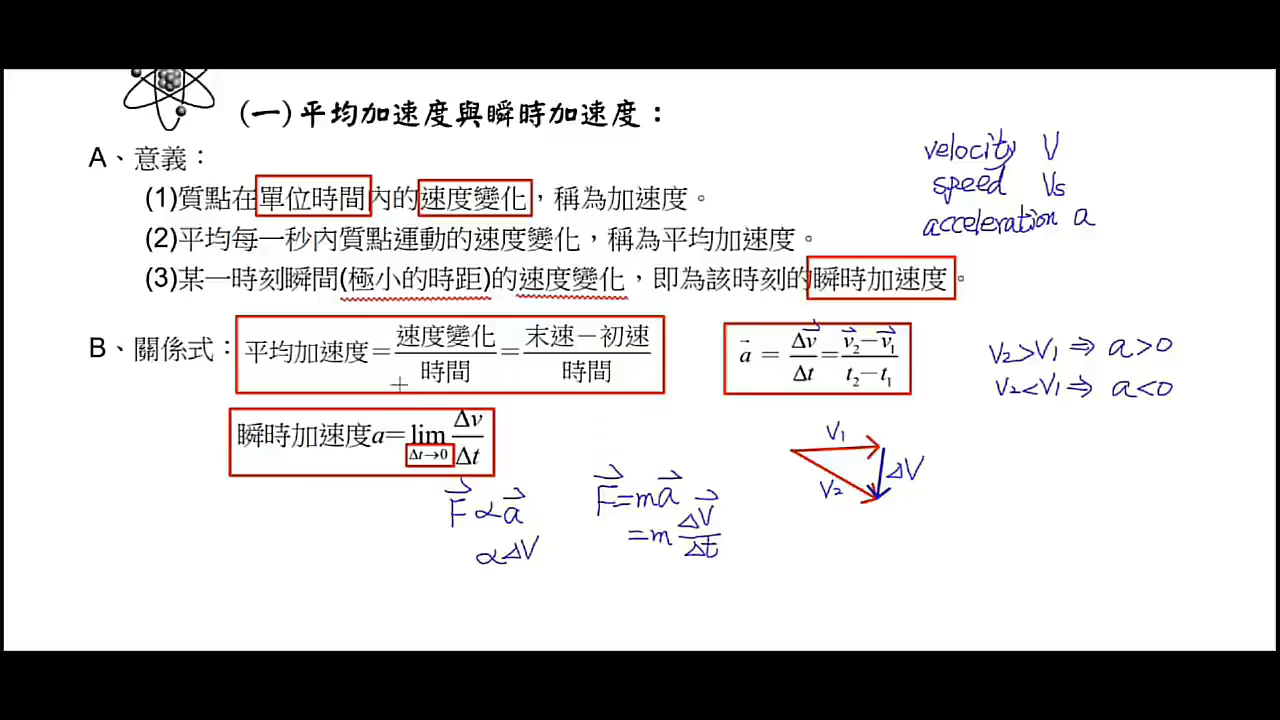 (一)平均加速度與瞬時加速度：
A、意義：
(1)質點在單位時間內的速度變化，稱為加速度。
(2)平均每一秒內質點運動的速度變化，稱為平均加速度。
(3)某一時刻瞬間(極小的時距)的速度變化，即為該時刻的瞬時加速度。
velocity V
speed Vs
acceleration a
B、關係式：平均加速度=速度變化/時間=末速－初速/時間
a⃗ = Δv⃗/Δt = v⃗₂−v⃗₁/t₂−t₁
V₂>V₁ ⇒ a>0
V₂<V₁ ⇒ a<0
瞬時加速度a=lim Δt→0 Δv/Δt
V₁
V₂
ΔV
F⃗ ∝ a⃗
∝ ΔV
F⃗=ma⃗
=m ΔV⃗/Δt